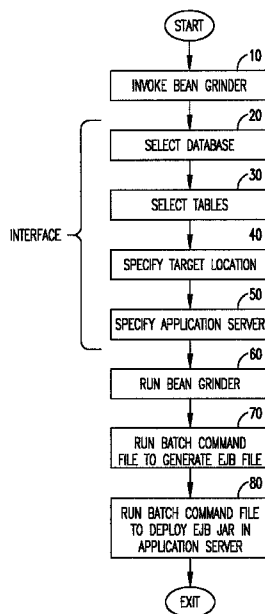 START
10
INVOKE BEAN GRINDER
20
SELECT DATABASE
30
SELECT TABLES
INTERFACE
40
SPECIFY TARGET LOCATION
50
SPECIFY APPLICATION SERVER
60
RUN BEAN GRINDER
70
RUN BATCH COMMAND
FILE TO GENERATE EJB FILE
80
RUN BATCH COMMAND FILE
TO DEPLOY EJB JAR IN
APPLICATION SERVER
EXIT